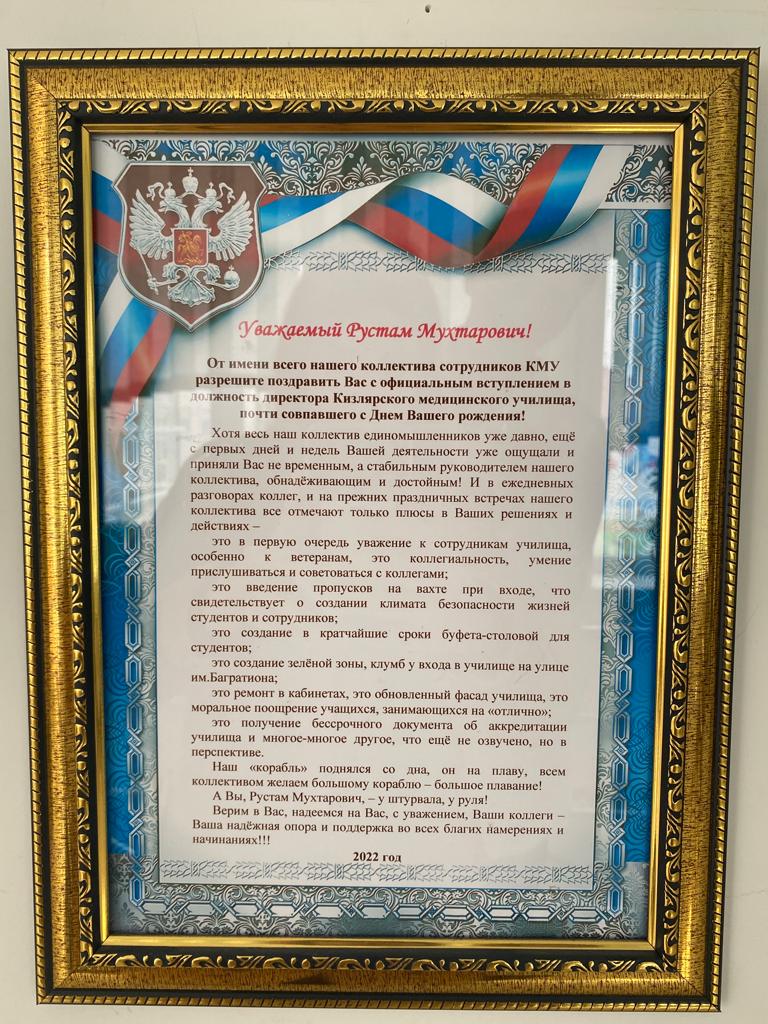 Уважаемый Рустам Мухтарович!
От имени всего нашего коллектива сотрудников КМУ
разрешите поздравить Вас с официальным вступлением в
должность директора Кизлярского медицинского училища,
почти совпавшего с Днем Вашего рождения!
Хотя весь наш коллектив единомышленников уже давно, ещё
с первых дней и недель Вашей деятельности уже ощущали и
приняли Вас не временным, а стабильным руководителем нашего
коллектива, обнадёживающим и достойным! И в ежедневных
разговорах коллег, и на прежних праздничных встречах нашего
коллектива все отмечают только плюсы в Ваших решениях и
действиях –
это в первую очередь уважение к сотрудникам училища,
особенно к ветеранам, это коллегиальность, умение
прислушиваться и советоваться с коллегами;
это введение пропусков на вахте при входе, что
свидетельствует о создании климата безопасности жизней
студентов и сотрудников;
это создание в кратчайшие сроки буфета-столовой для
студентов;
это создание зелёной зоны, клумб у входа в училище на улице
им.Багратиона;
это ремонт в кабинетах, это обновленный фасад училища, это
моральное поощрение учащихся, занимающихся на «отлично»;
это получение бессрочного документа об аккредитации
училища и многое-многое другое, что ещё не озвучено, но в
перспективе.
Наш «корабль» поднялся со дна, он на плаву, всем
коллективом желаем большому кораблю – большое плавание!
А Вы, Рустам Мухтарович, – у штурвала, у руля!
Верим в Вас, надеемся на Вас, с уважением, Ваши коллеги –
Ваша надёжная опора и поддержка во всех благих намерениях и
начинаниях!!!
2022 год